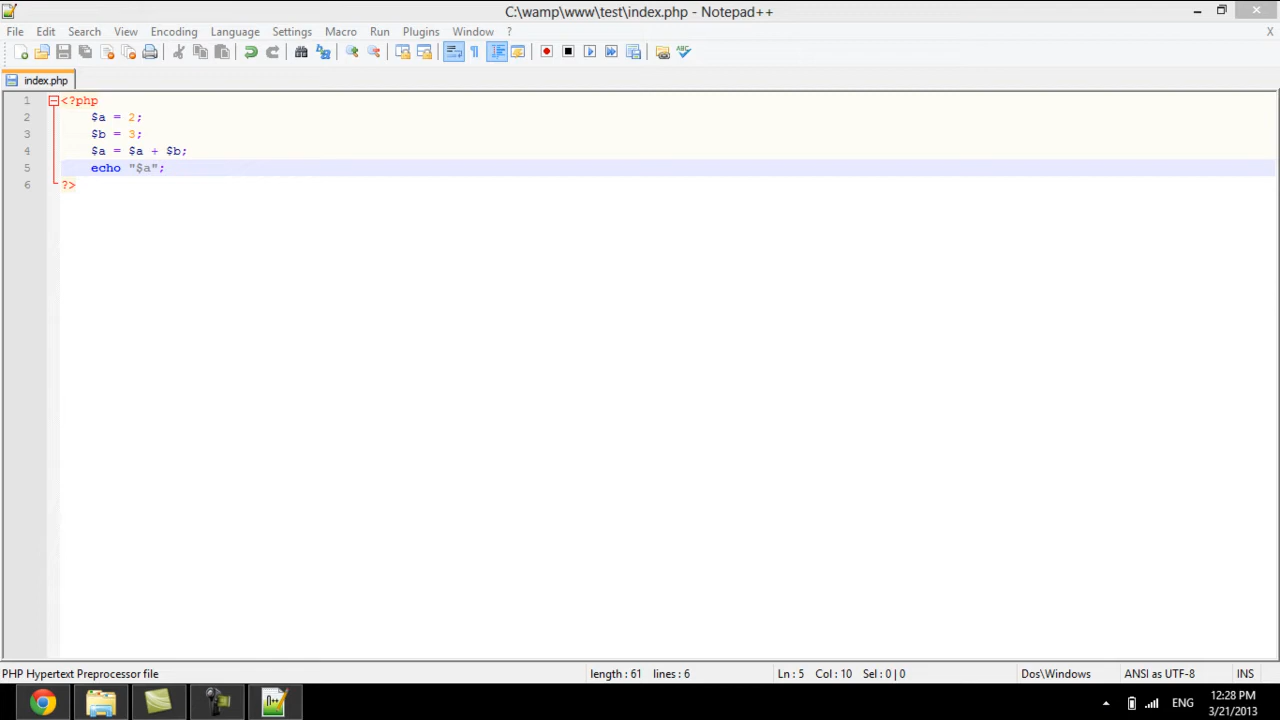 C:\wamp\www\test\index.php - Notepad++
File Edit Search View Encoding Language Settings Macro Run Plugins Window ? X
index.php
1 <?php
2 $a = 2;
3 $b = 3;
4 $a = $a + $b;
5 echo "$a";
6 ?>
PHP Hypertext Preprocessor file length : 61 lines : 6 Ln : 5 Col : 10 Sel : 0 | 0 Dos\Windows ANSI as UTF-8 INS
ENG 12:28 PM
3/21/2013